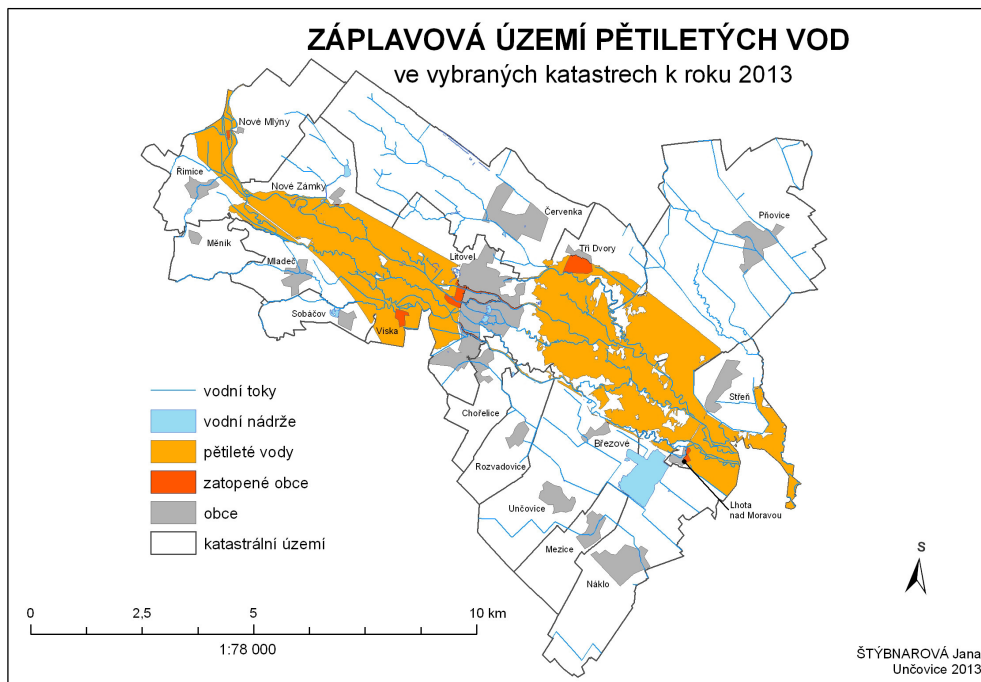 ZÁPLAVOVÁ ÚZEMÍ PĚTILETÝCH VOD
ve vybraných katastrech k roku 2013
Nové Mlýny
Řimice
Nové Zámky
Červenka
Pňovice
Měník
Tři Dvory
Litovel
Mladeč
Sobáčov
Víska
Střeň
Chořelice
Březové
Rozvadovice
Unčovice
Lhota
nad Moravou
Mezice
Náklo
vodní toky
vodní nádrže
pětileté vody
zatopené obce
obce
katastrální území
S
0 2,5 5 10 km
1:78 000
ŠTÝBNAROVÁ Jana
Unčovice 2013